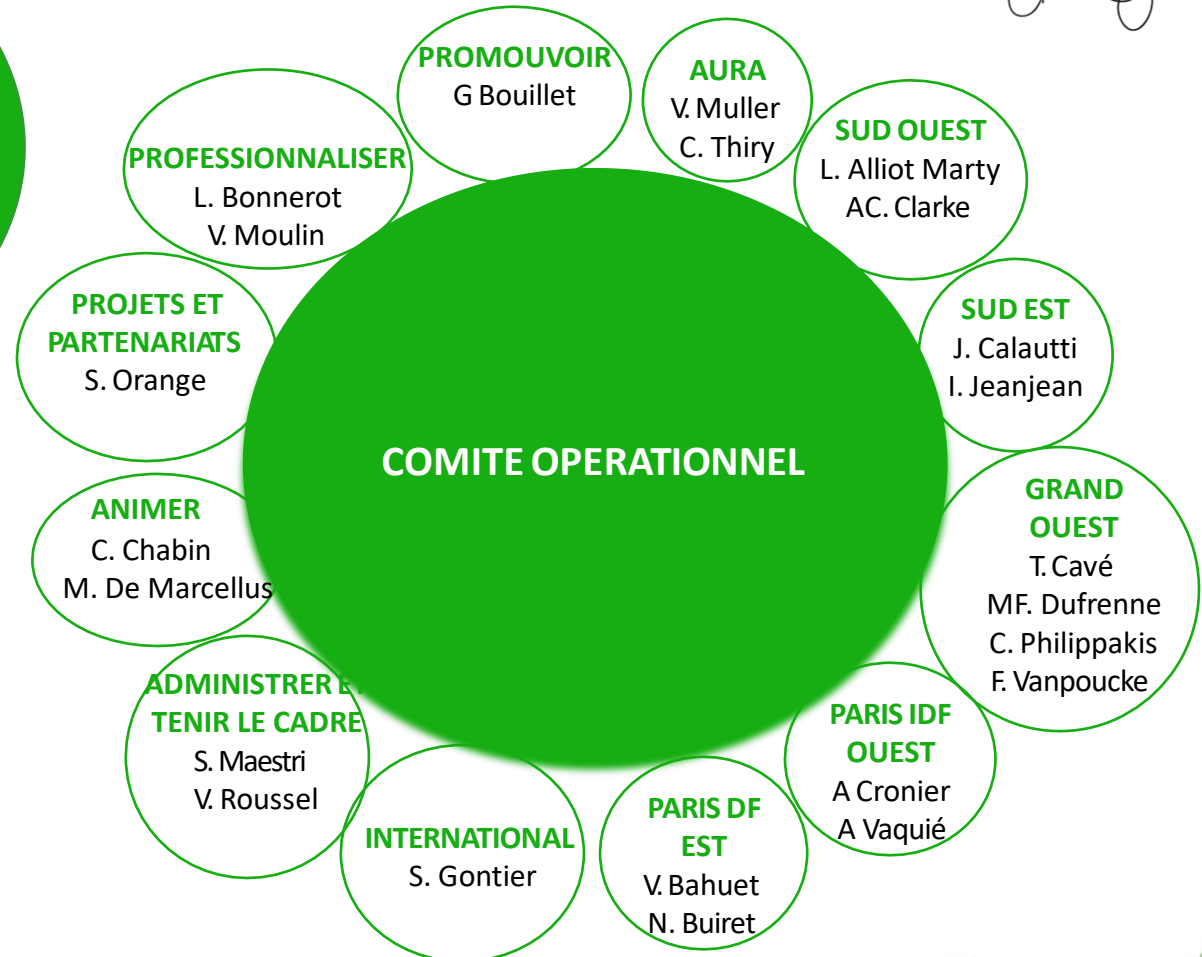 PROMOUVOIR
G Bouillet
AURA
V. Muller
C. Thiry
SUD OUEST
L. Alliot Marty
AC. Clarke
SUD EST
J. Calautti
I. Jeanjean
GRAND
OUEST
T. Cavé
MF. Dufrenne
C. Philippakis
F. Vanpoucke
PARIS IDF
OUEST
A Cronier
A Vaquié
PARIS DF
EST
V. Bahuet
N. Buiret
INTERNATIONAL
S. Gontier
ADMINISTRER ET
TENIR LE CADRE
S. Maestri
V. Roussel
ANIMER
C. Chabin
M. De Marcellus
PROJETS ET
PARTENARIATS
S. Orange
PROFESSIONNALISER
L. Bonnerot
V. Moulin
COMITE OPERATIONNEL